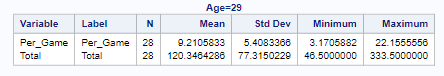 Age=29
Variable Label N Mean Std Dev Minimum Maximum
Per_Game Per_Game 28 9.2105833 5.4083366 3.1705882 22.1555556
Total Total 28 120.3464286 77.3150229 46.5000000 333.5000000